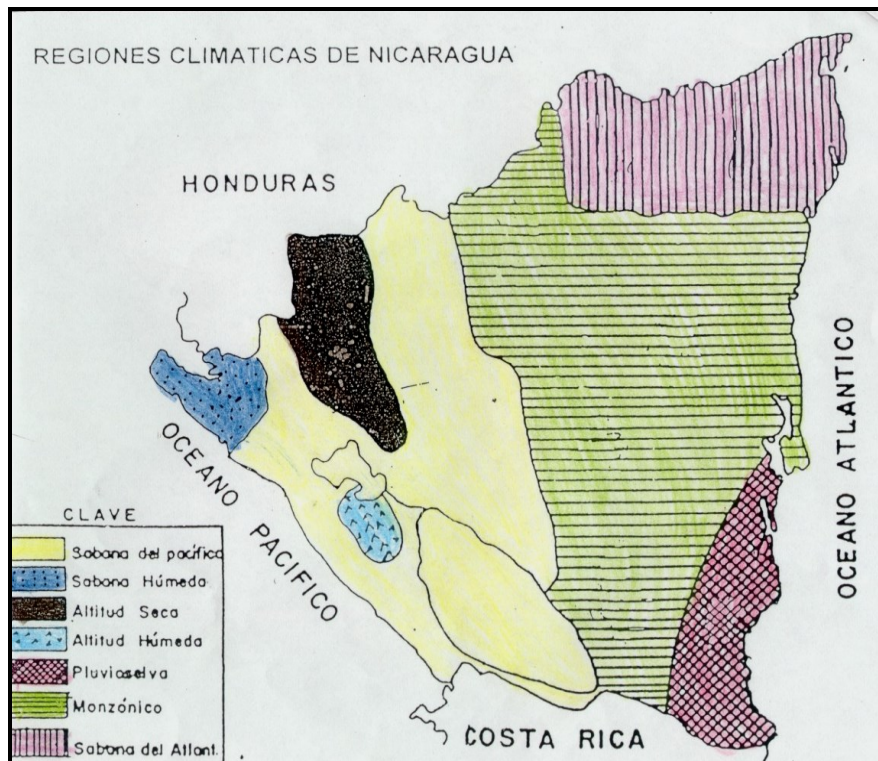 REGIONES CLIMATICAS DE NICARAGUA
HONDURAS
OCEANO ATLANTICO
OCEANO PACIFICO
CLAVE
Sabana del pacífico
Sabana Húmeda
Altitud Seca
Altitud Húmeda
Pluvioselva
Monzónico
Sabana del Atlant.
COSTA RICA